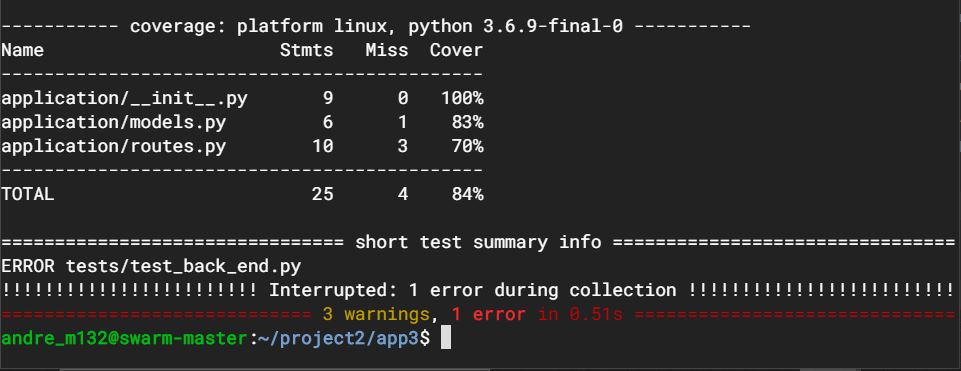 ----------- coverage: platform linux, python 3.6.9-final-0 -----------
Name                      Stmts   Miss  Cover
---------------------------------------------
application/__init__.py       9      0   100%
application/models.py         6      1    83%
application/routes.py        10      3    70%
---------------------------------------------
TOTAL                        25      4    84%
================================ short test summary info ================================
ERROR tests/test_back_end.py
!!!!!!!!!!!!!!!!!!!!!!!! Interrupted: 1 error during collection !!!!!!!!!!!!!!!!!!!!!!!!!
============================= 3 warnings, 1 error in 0.51s ==============================
andre_m132@swarm-master:~/project2/app3$